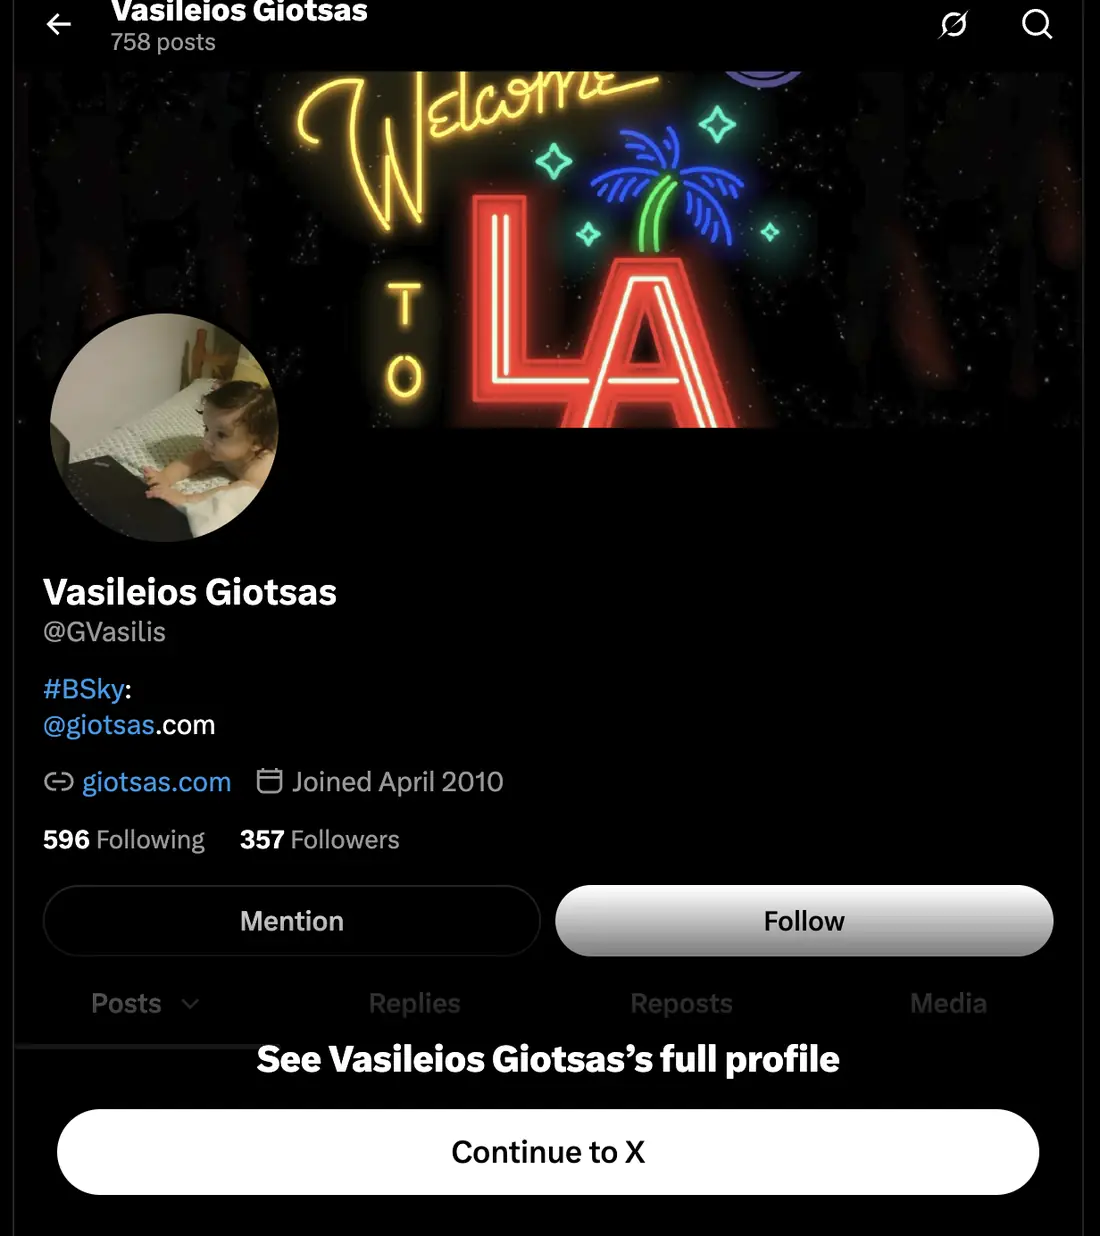 Vasileios Giotsas
758 posts
Welcome
TO
LA
Vasileios Giotsas
@GVasilis
#BSky:
@giotsas.com
giotsas.com Joined April 2010
596 Following 357 Followers
Mention Follow
Posts Replies Reposts Media
See Vasileios Giotsas’s full profile
Continue to X